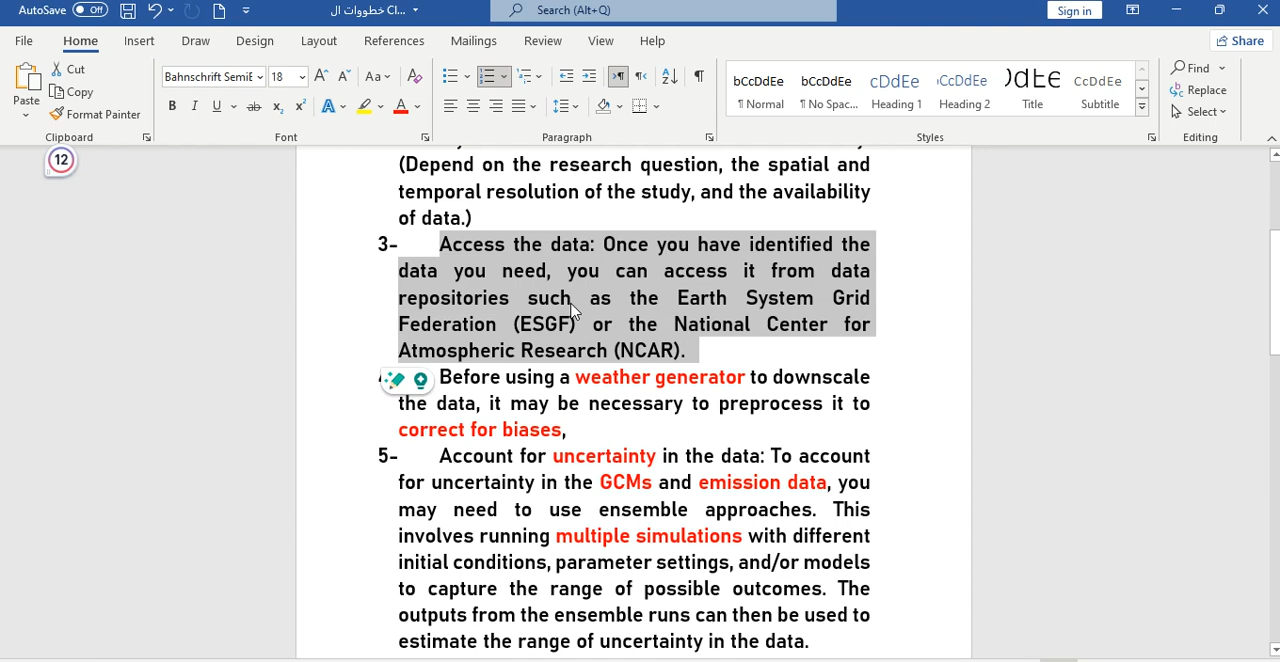 AutoSave Off خطووات ال Cl... Search (Alt+Q) Sign in
File Home Insert Draw Design Layout References Mailings Review View Help Share
Paste Cut Copy Format Painter
Bahnschrift SemiE 18
Clipboard Font Paragraph Styles Editing
CcDdEe CcDdEe CDdEe CcDdEe CcDdEe
¶ Normal ¶ No Spac... Heading 1 Heading 2 Title Subtitle
Find
Replace
Select
12
(Depend on the research question, the spatial and
temporal resolution of the study, and the availability
of data.)
3- Access the data: Once you have identified the
data you need, you can access it from data
repositories such as the Earth System Grid
Federation (ESGF) or the National Center for
Atmospheric Research (NCAR).
Before using a weather generator to downscale
the data, it may be necessary to preprocess it to
correct for biases,
5- Account for uncertainty in the data: To account
for uncertainty in the GCMs and emission data, you
may need to use ensemble approaches. This
involves running multiple simulations with different
initial conditions, parameter settings, and/or models
to capture the range of possible outcomes. The
outputs from the ensemble runs can then be used to
estimate the range of uncertainty in the data.